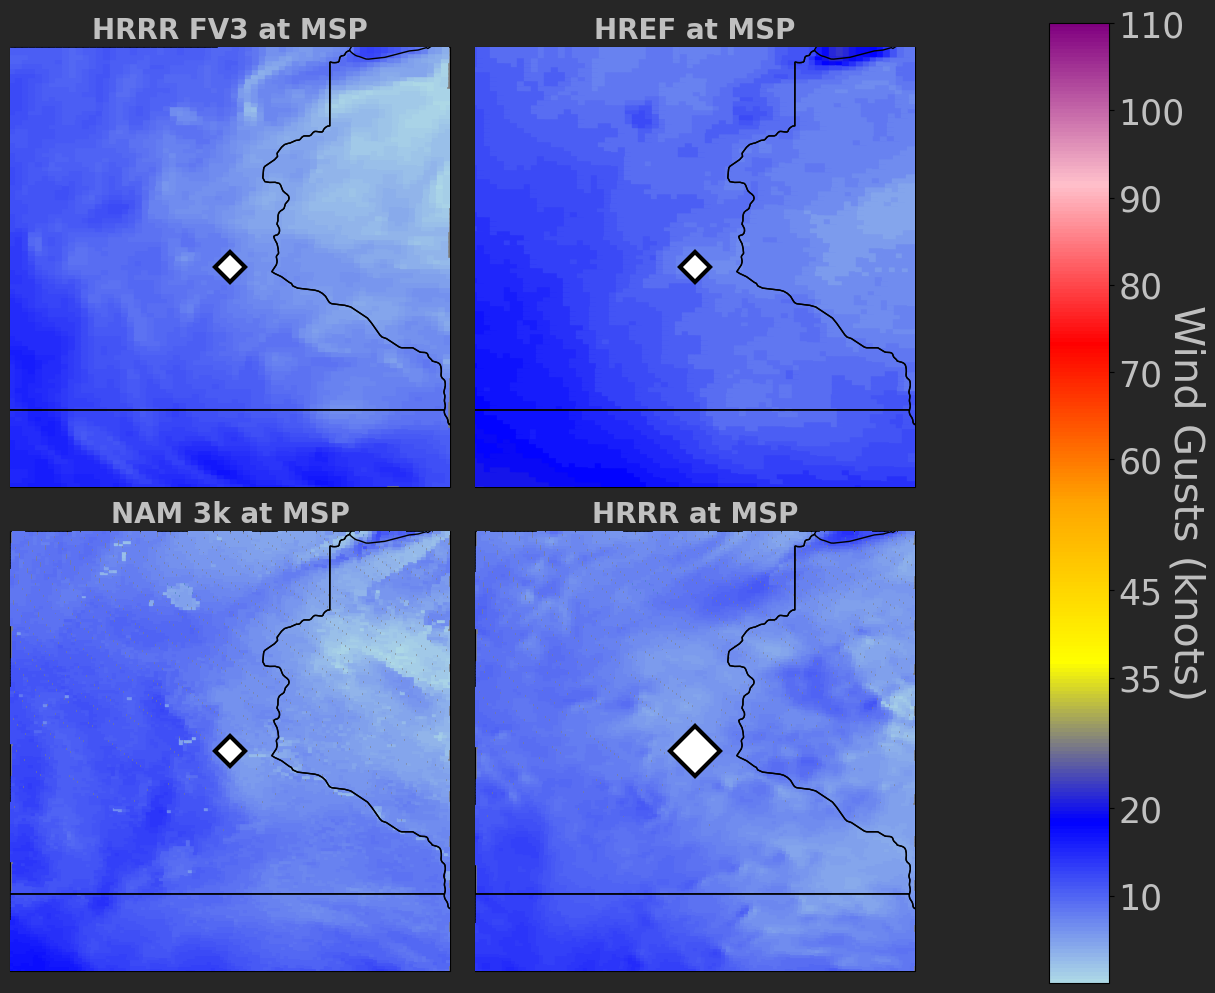 HRRR FV3 at MSP
HREF at MSP
NAM 3k at MSP
HRRR at MSP
110
100
90
80
70
60
45
35
20
10
Wind Gusts (knots)